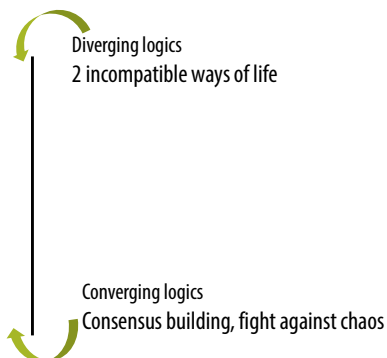 Diverging logics
2 incompatible ways of life
Converging logics
Consensus building, fight against chaos